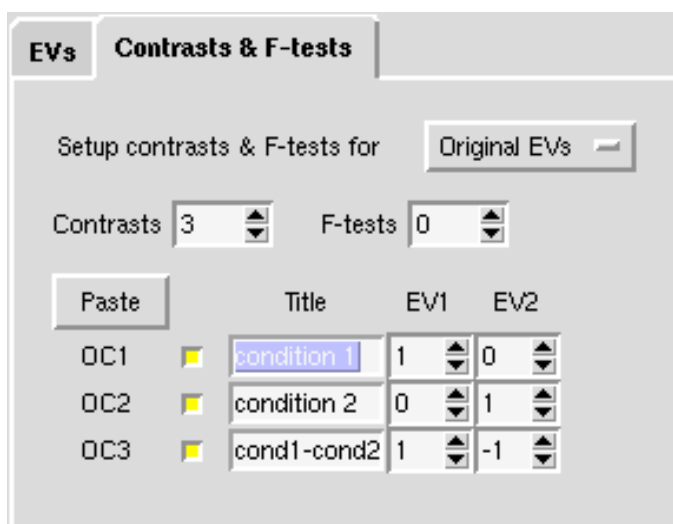 EVs Contrasts & F-tests
Setup contrasts & F-tests for Original EVs
Contrasts 3 F-tests 0
Paste Title EV1 EV2
OC1 condition 1 1 0
OC2 condition 2 0 1
OC3 cond1-cond2 1 -1